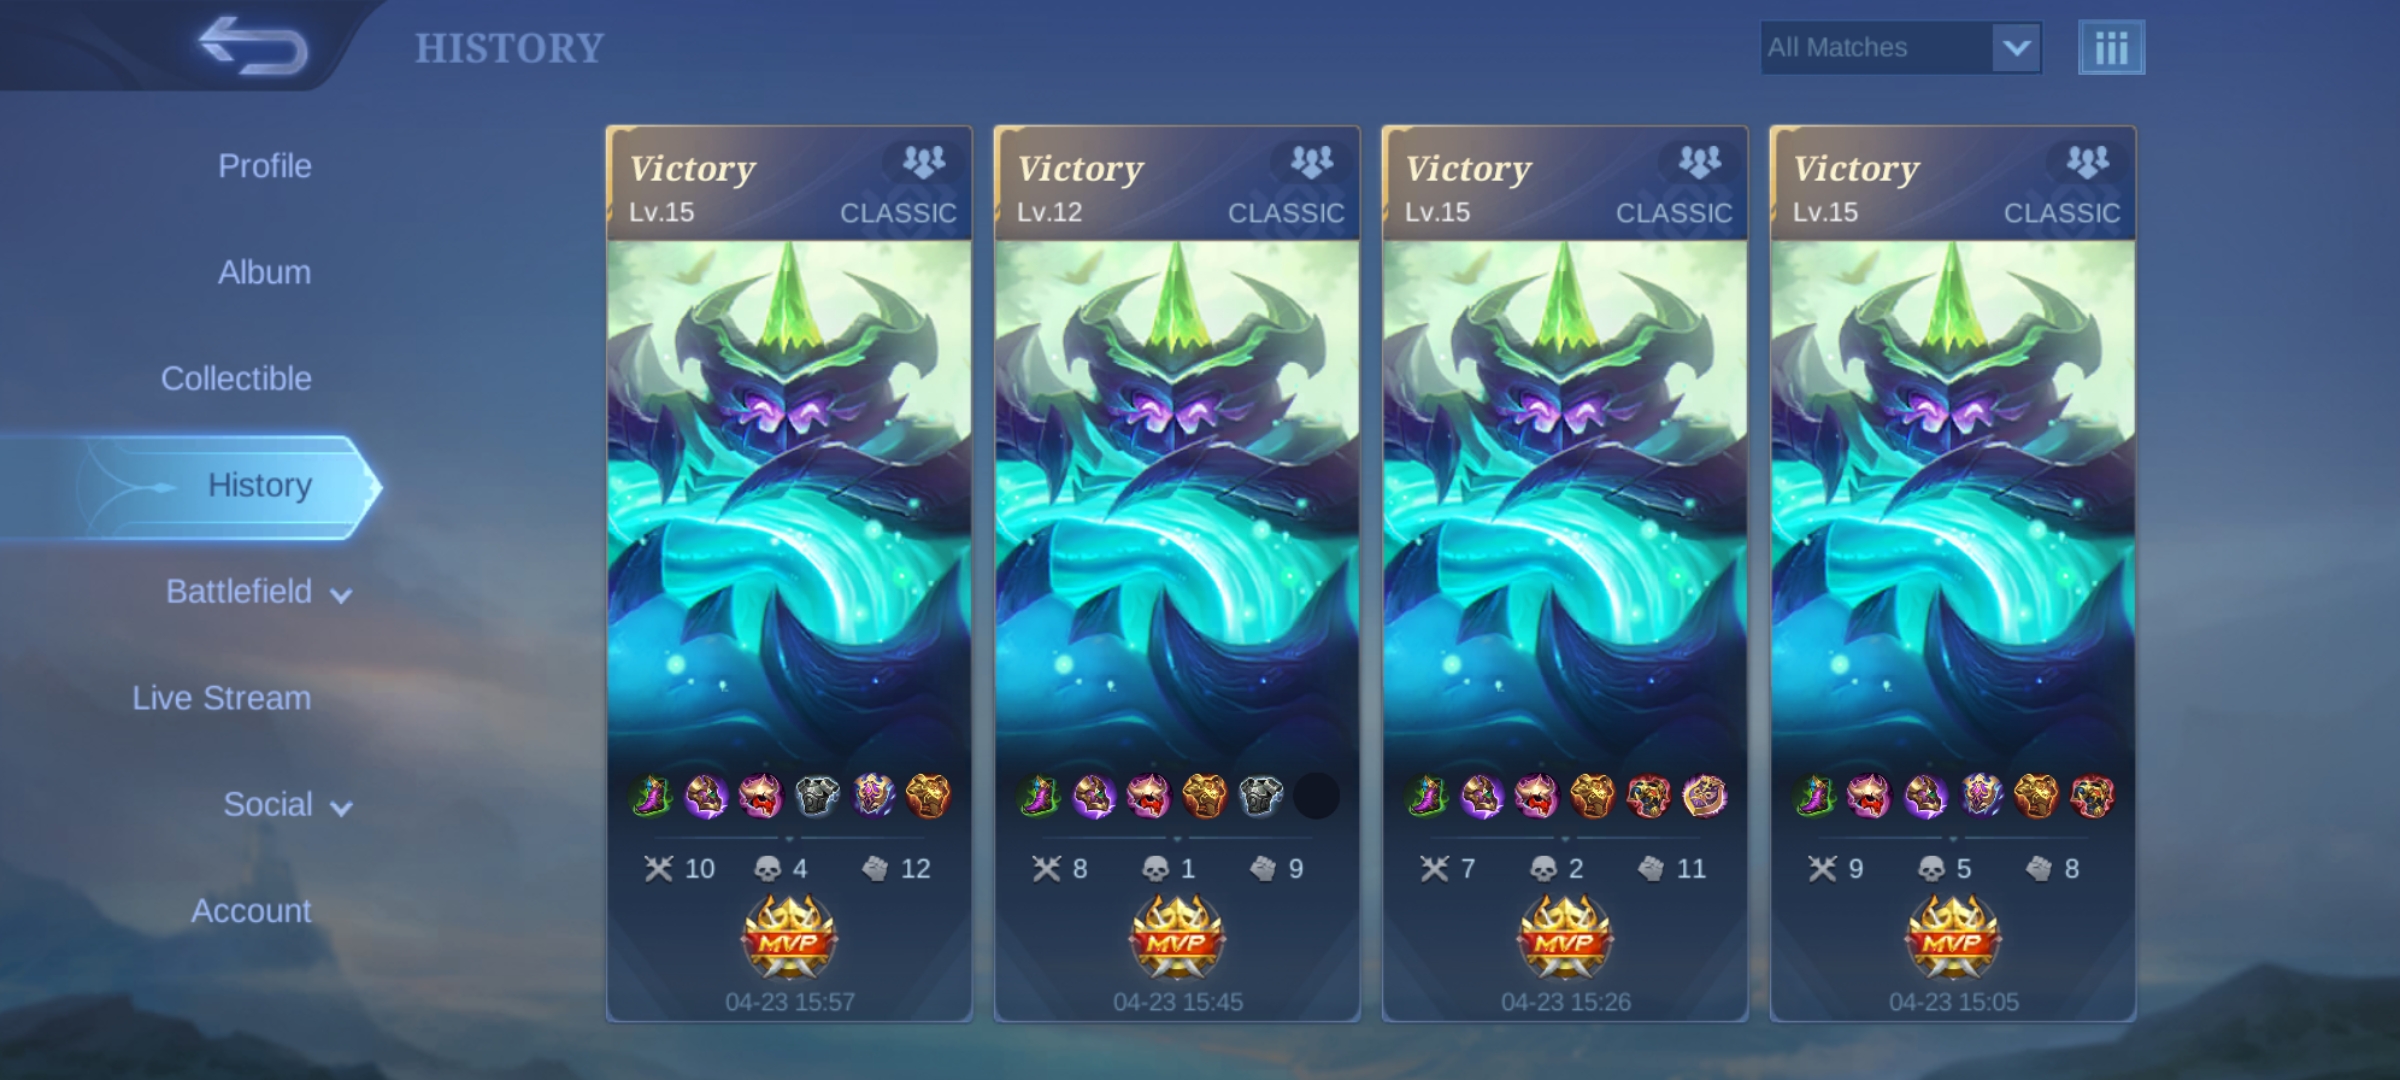 HISTORY
All Matches
Profile
Album
Collectible
History
Battlefield
Live Stream
Social
Account
Victory
Lv.15 CLASSIC
10 4 12
MVP
04-23 15:57
Victory
Lv.12 CLASSIC
8 1 9
MVP
04-23 15:45
Victory
Lv.15 CLASSIC
7 2 11
MVP
04-23 15:26
Victory
Lv.15 CLASSIC
9 5 8
MVP
04-23 15:05